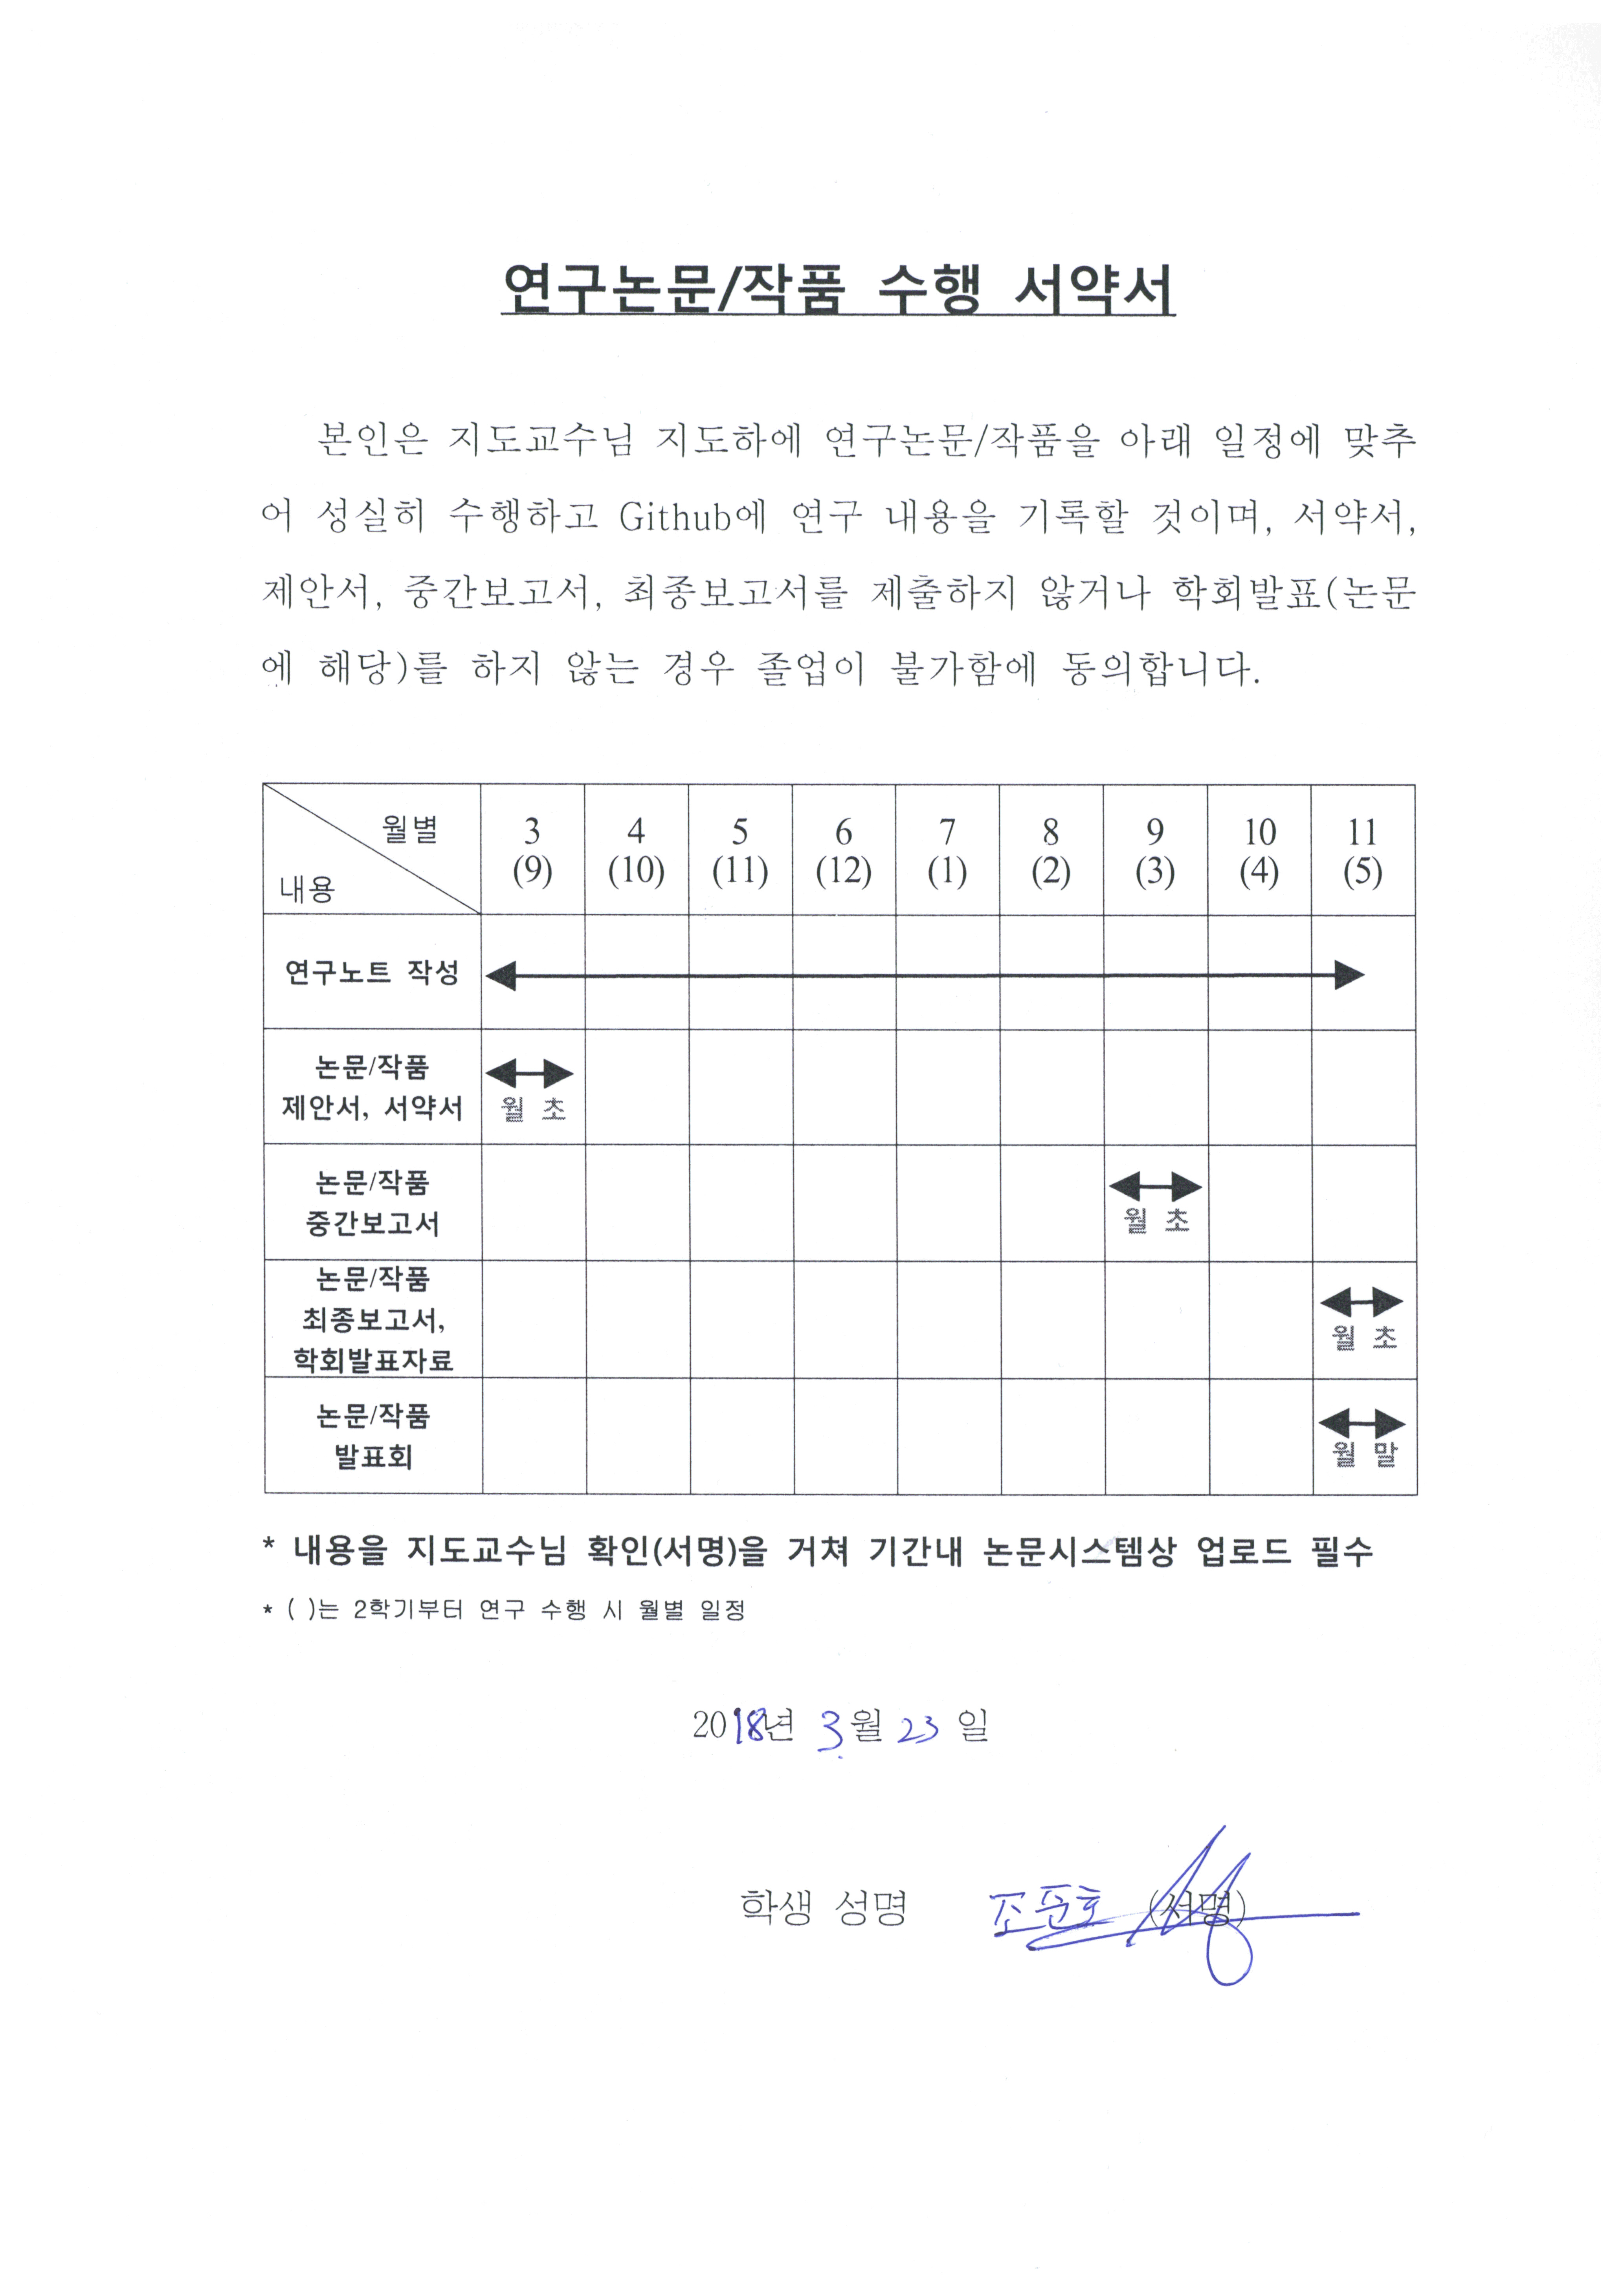 연구논문/작품 수행 서약서
본인은 지도교수님 지도하에 연구논문/작품을 아래 일정에 맞추
어 성실히 수행하고 Github에 연구 내용을 기록할 것이며, 서약서,
제안서, 중간보고서, 최종보고서를 제출하지 않거나 학회발표(논문
에 해당)를 하지 않는 경우 졸업이 불가함에 동의합니다.
월별
내용
3 4 5 6 7 8 9 10 11
(9) (10) (11) (12) (1) (2) (3) (4) (5)
연구노트 작성
논문/작품
제안서, 서약서
월 초
논문/작품
중간보고서
월 초
논문/작품
최종보고서,
학회발표자료
월 초
논문/작품
발표회
월 말
* 내용을 지도교수님 확인(서명)을 거쳐 기간내 논문시스템상 업로드 필수
* ( )는 2학기부터 연구 수행 시 월별 일정
2018년 3월 23일
학생 성명 조준호 (서명)